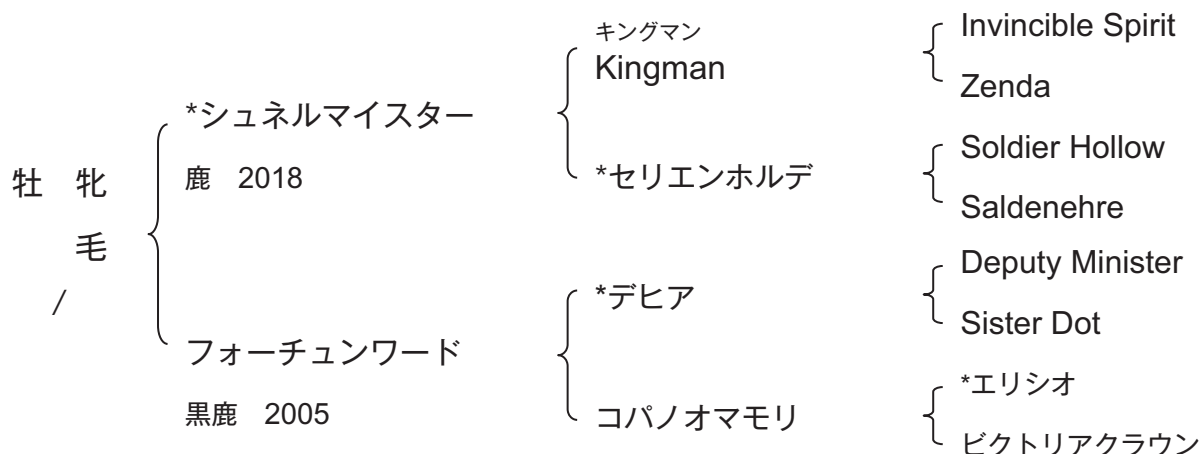 牡 牝
毛
/
*シュネルマイスター
鹿 2018
フォーチュンワード
黒鹿 2005
キングマン
Kingman
*セリエンホルデ
*デヒア
コパノオマモリ
Invincible Spirit
Zenda
Soldier Hollow
Saldenehre
Deputy Minister
Sister Dot
*エリシオ
ビクトリアクラウン